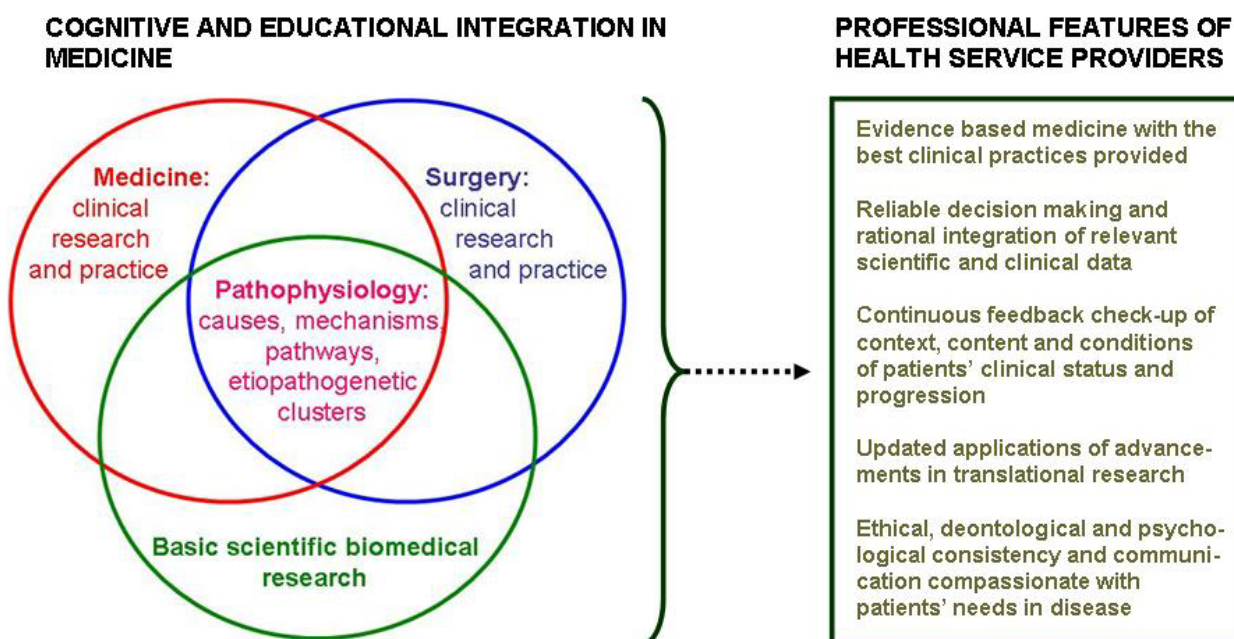 COGNITIVE AND EDUCATIONAL INTEGRATION IN
MEDICINE
Medicine:
clinical
research
and practice
Surgery:
clinical
research
and practice
Pathophysiology:
causes, mechanisms,
pathways,
etiopathogenetic
clusters
Basic scientific biomedical
research
PROFESSIONAL FEATURES OF
HEALTH SERVICE PROVIDERS
Evidence based medicine with the
best clinical practices provided
Reliable decision making and
rational integration of relevant
scientific and clinical data
Continuous feedback check-up of
context, content and conditions
of patients' clinical status and
progression
Updated applications of advance-
ments in translational research
Ethical, deontological and psycho-
logical consistency and communi-
cation compassionate with
patients' needs in disease